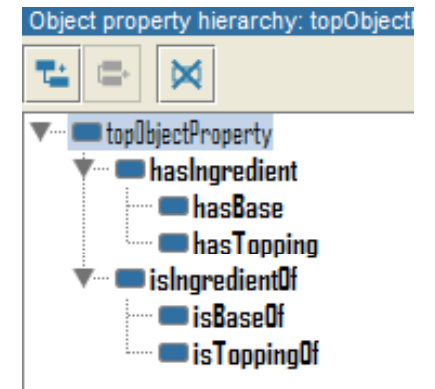 Object property hierarchy: topObject
topObjectProperty
hasIngredient
hasBase
hasTopping
isIngredientOf
isBaseOf
isToppingOf